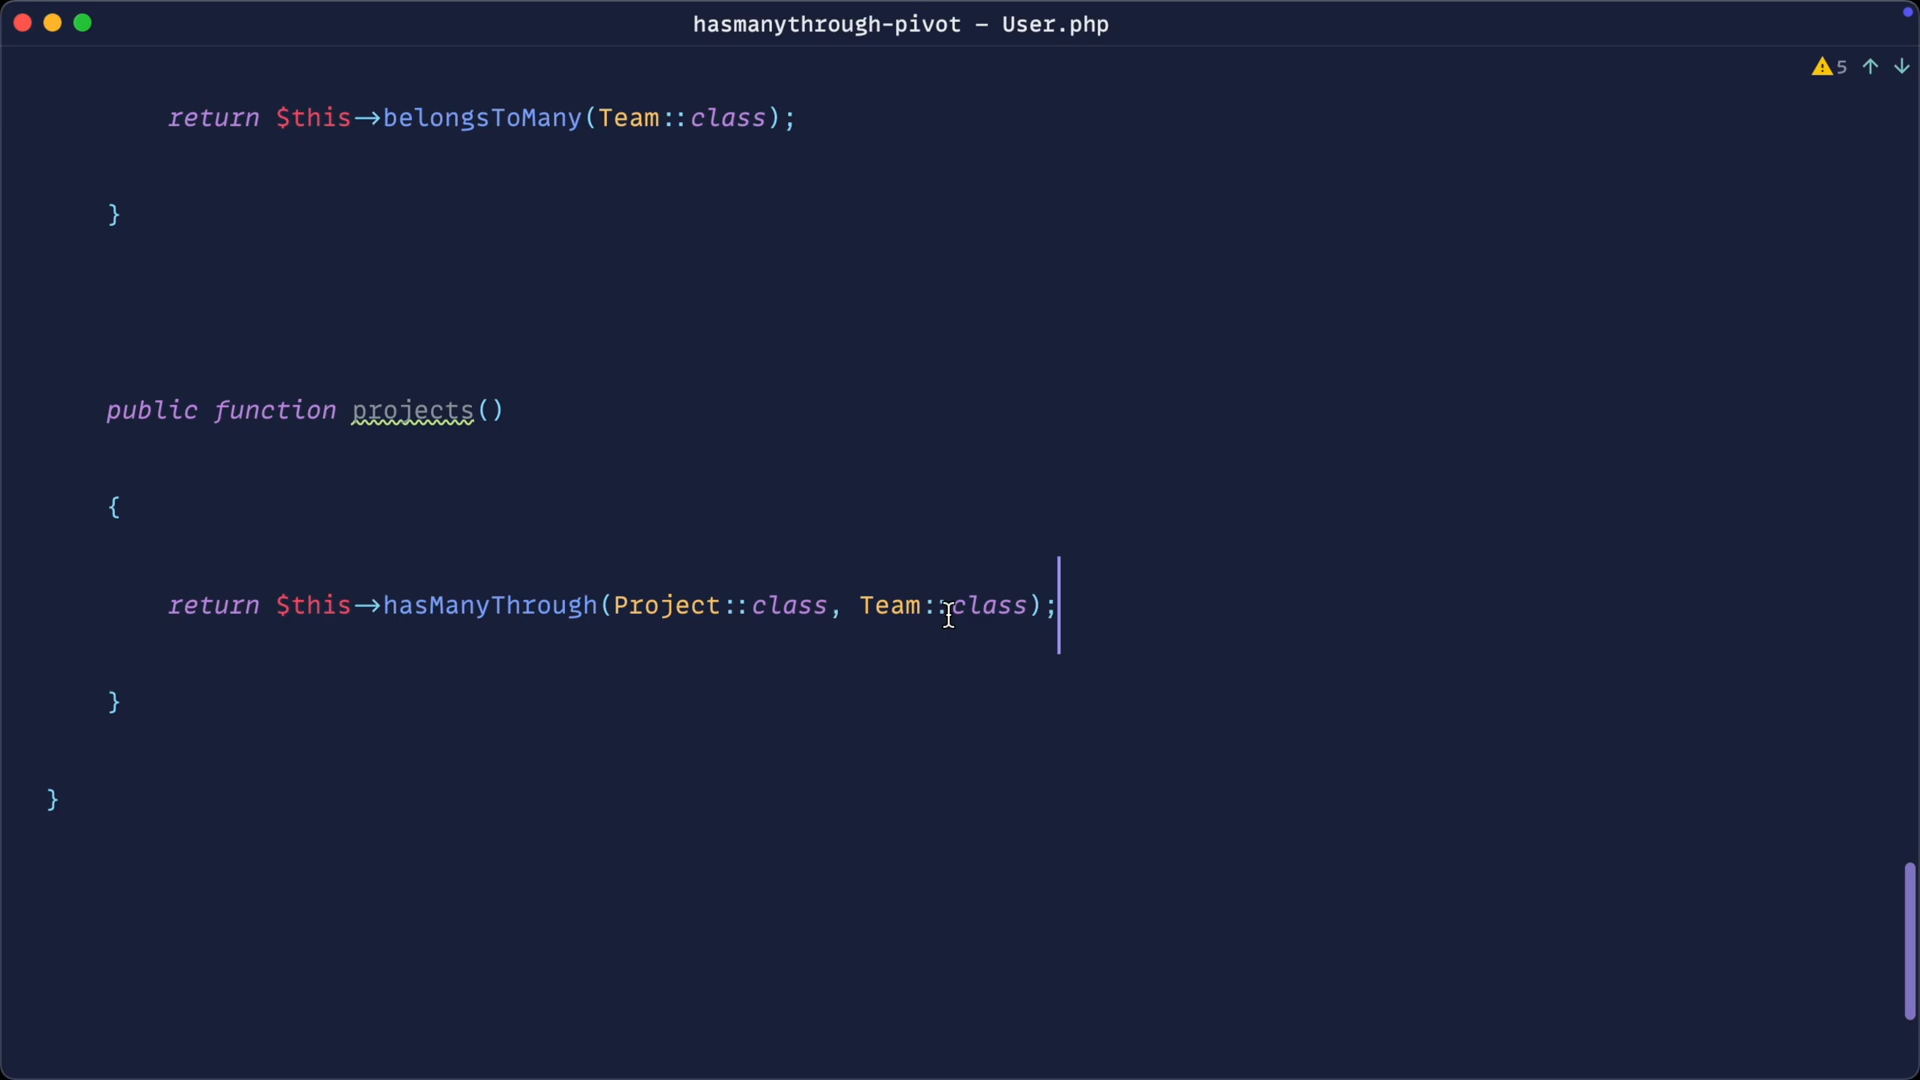 hasmanythrough-pivot – User.php
5 ↑ ↓
return $this->belongsToMany(Team::class);
}
public function projects()
{
return $this->hasManyThrough(Project::class, Team::class);
}
}